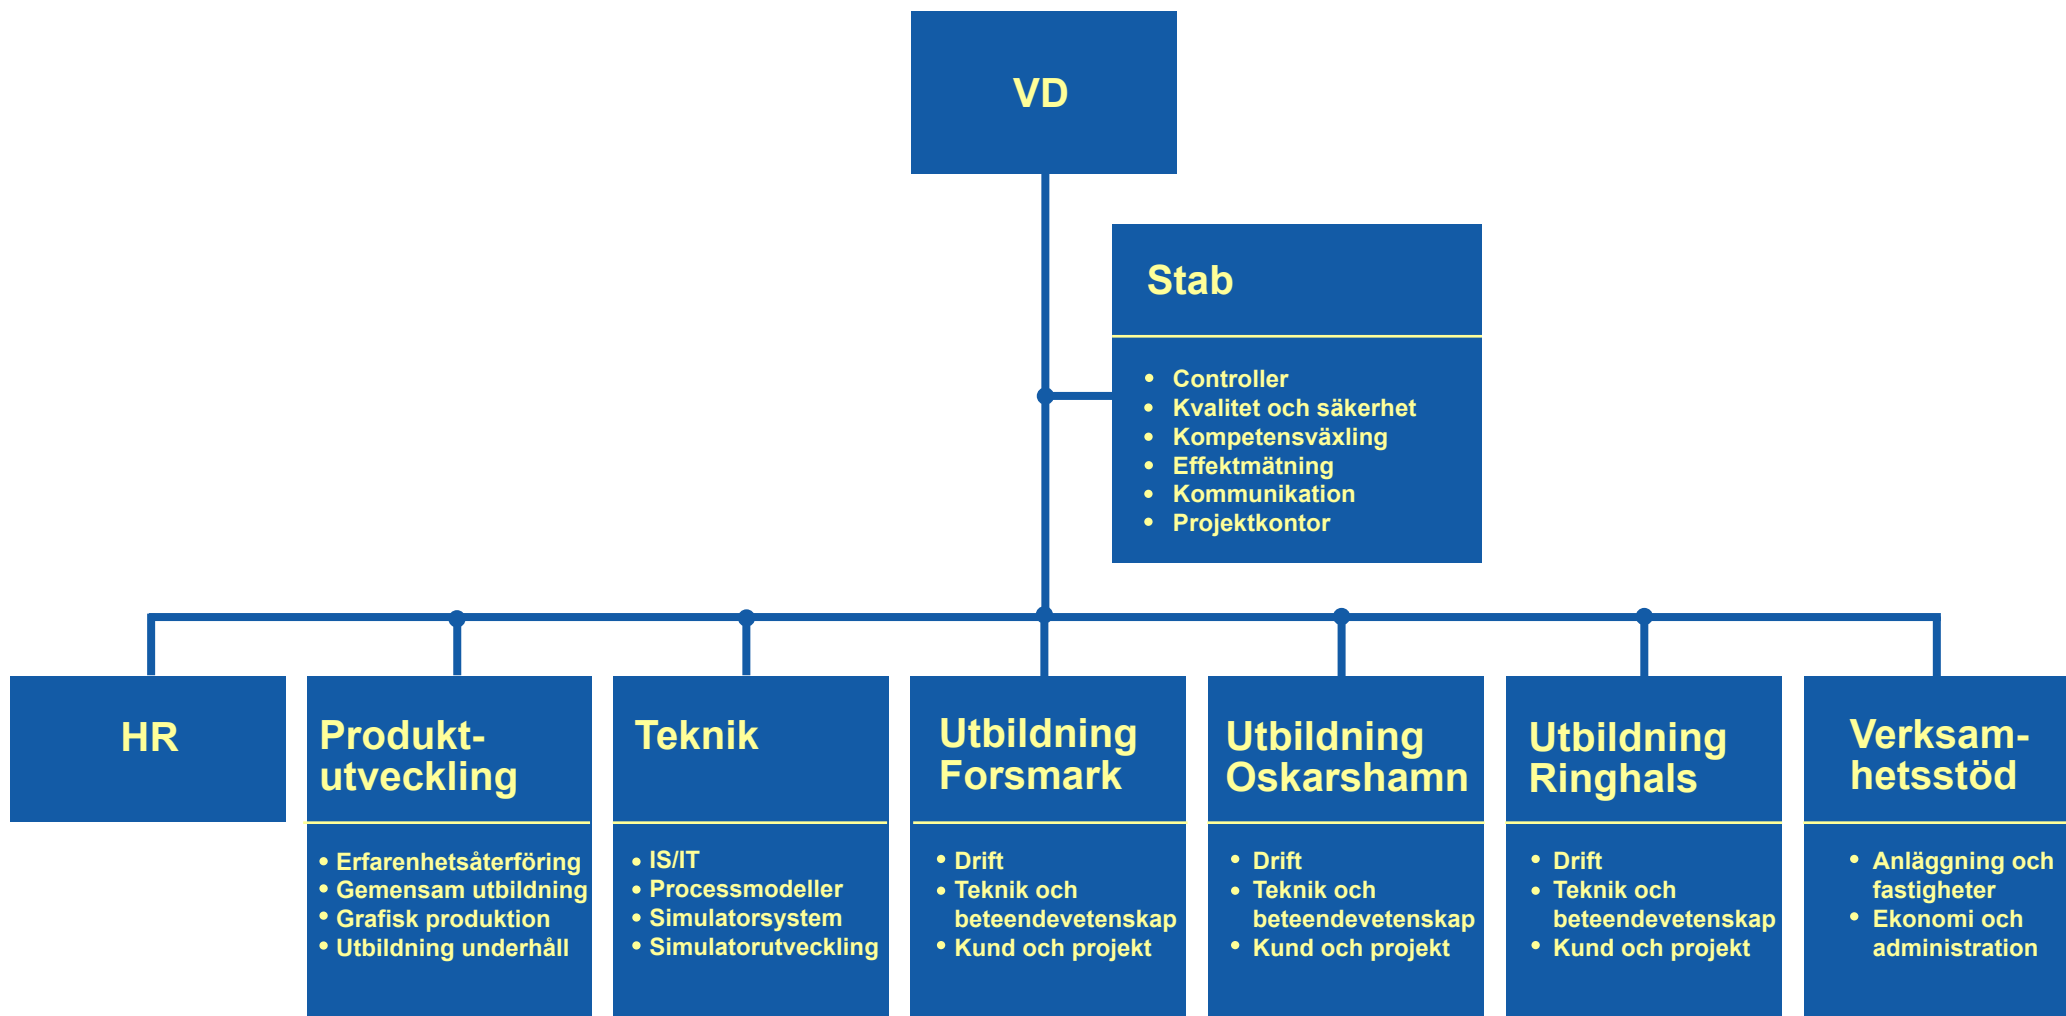 VD
Stab
• Controller
• Kvalitet och säkerhet
• Kompetensväxling
• Effektmätning
• Kommunikation
• Projektkontor
HR
Produkt-
utveckling
• Erfarenhetsåterföring
• Gemensam utbildning
• Grafisk produktion
• Utbildning underhåll
Teknik
• IS/IT
• Processmodeller
• Simulatorsystem
• Simulatorutveckling
Utbildning
Forsmark
• Drift
• Teknik och
beteendevetenskap
• Kund och projekt
Utbildning
Oskarshamn
• Drift
• Teknik och
beteendevetenskap
• Kund och projekt
Utbildning
Ringhals
• Drift
• Teknik och
beteendevetenskap
• Kund och projekt
Verksam-
hetsstöd
• Anläggning och
fastigheter
• Ekonomi och
administration